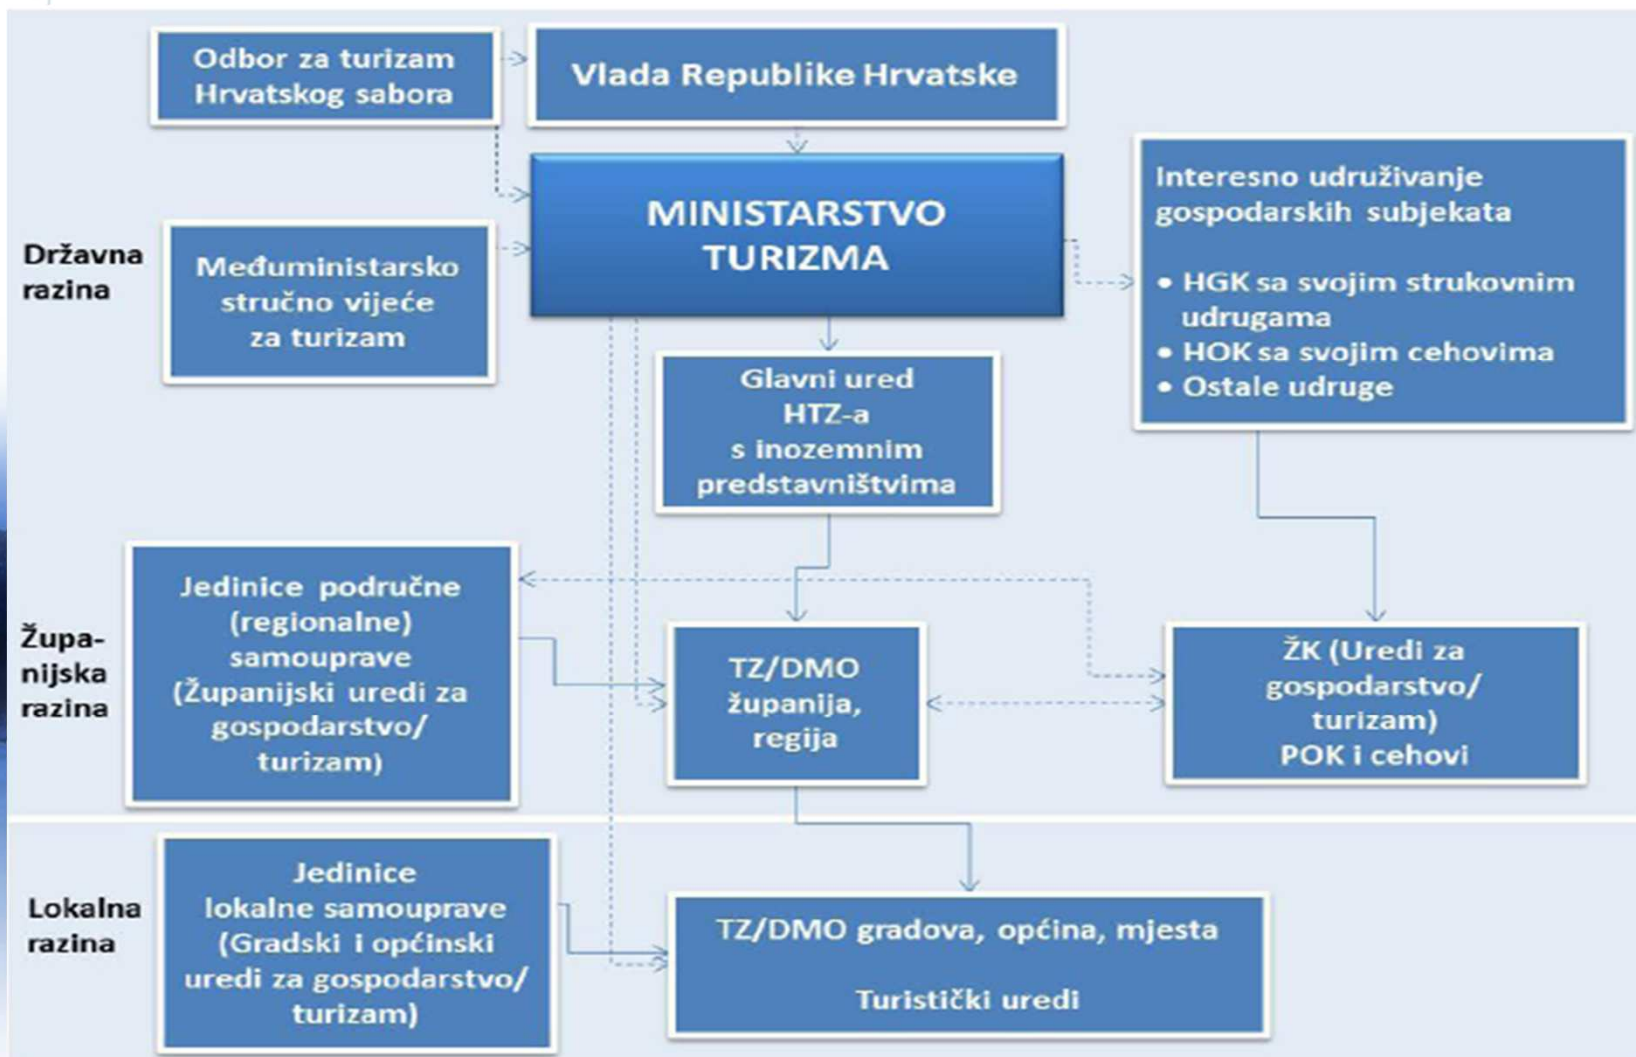 Odbor za turizam
Hrvatskog sabora
Vlada Republike Hrvatske
MINISTARSTVO
TURIZMA
Interesno udruživanje
gospodarskih subjekata
• HGK sa svojim strukovnim
udrugama
• HOK sa svojim cehovima
• Ostale udruge
Državna
razina
Međuministarsko
stručno vijeće
za turizam
Glavni ured
HTZ-a
s inozemnim
predstavništvima
Župa-
nijska
razina
Jedinice područne
(regionalne)
samouprave
(Županijski uredi za
gospodarstvo/
turizam)
TZ/DMO
županija,
regija
ŽK (Uredi za
gospodarstvo/
turizam)
POK i cehovi
Lokalna
razina
Jedinice
lokalne samouprave
(Gradski i općinski
uredi za gospodarstvo/
turizam)
TZ/DMO gradova, općina, mjesta
Turistički uredi